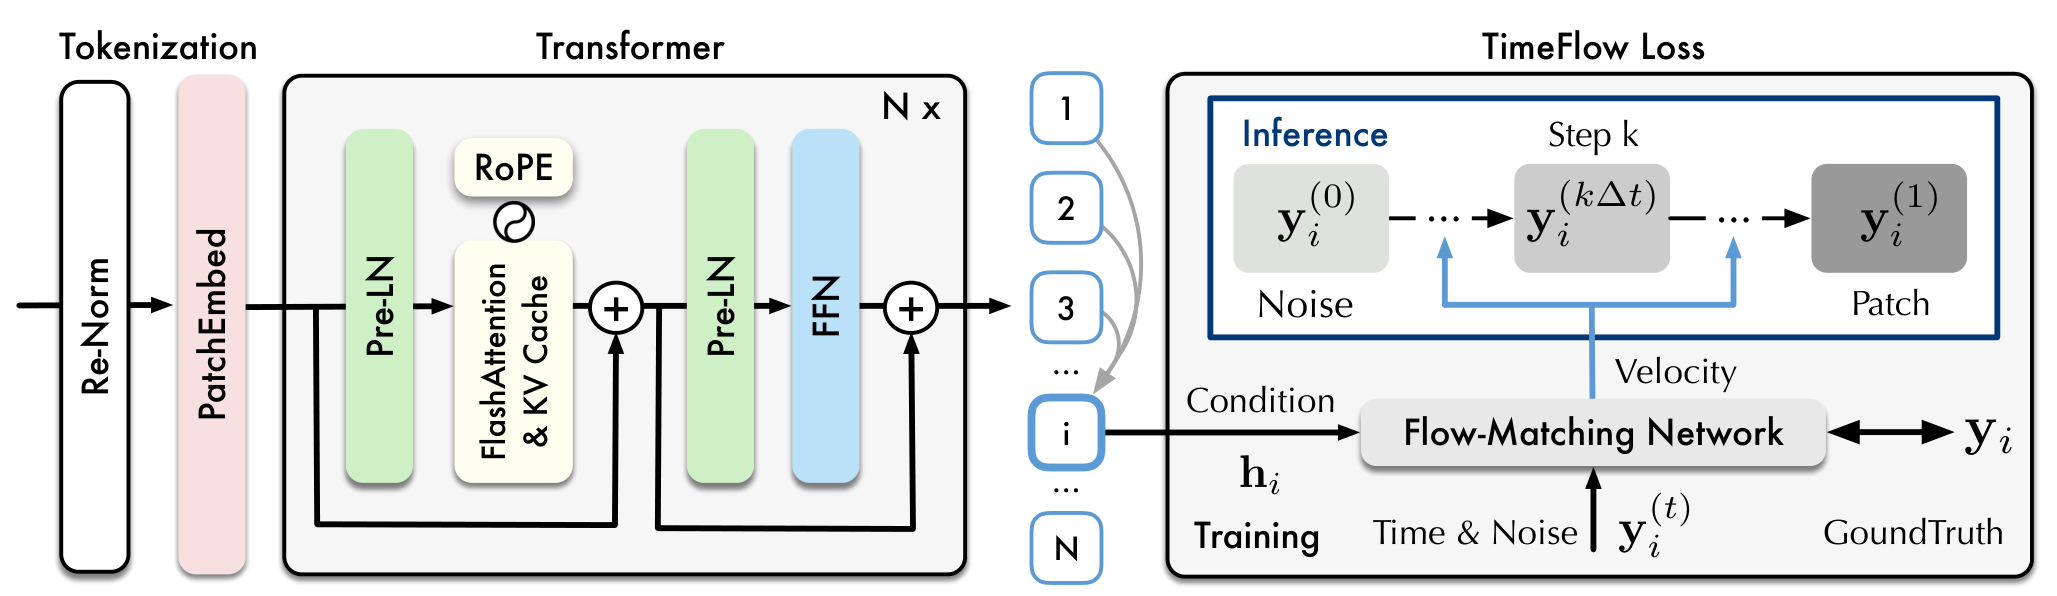 Tokenization
Transformer
TimeFlow Loss
Re-Norm
PatchEmbed
N x
Pre-LN
RoPE
FlashAttention
& KV Cache
+
Pre-LN
FFN
+
1
2
3
...
i
...
N
Inference
Step k
y_i^{(0)}
...
y_i^{(kΔt)}
...
y_i^{(1)}
Noise
Patch
Velocity
Condition
h_i
Flow-Matching Network
y_i
Training
Time & Noise
y_i^{(t)}
GoundTruth